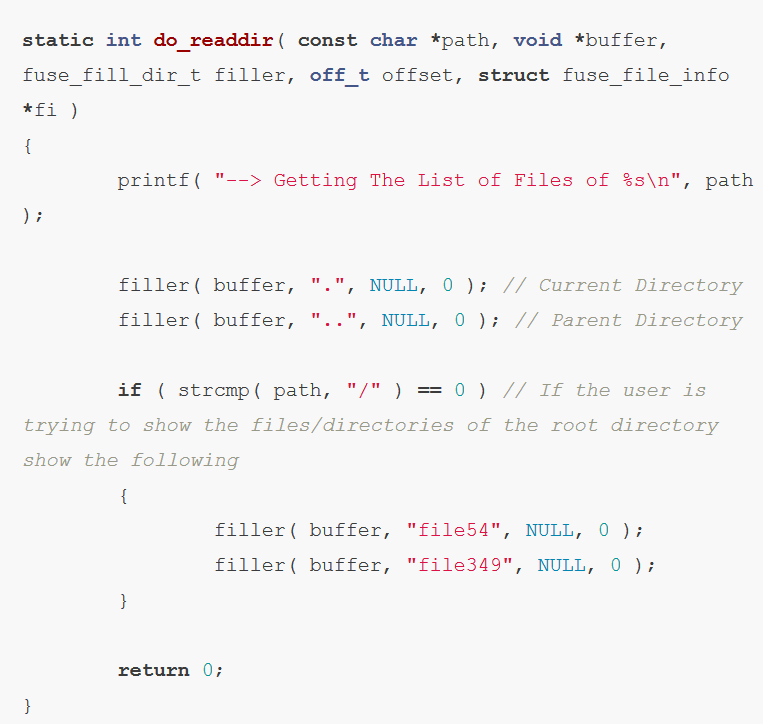 static int do_readdir( const char *path, void *buffer,
fuse_fill_dir_t filler, off_t offset, struct fuse_file_info
*fi )
{
        printf( "--> Getting The List of Files of %s\n", path
);
        filler( buffer, ".", NULL, 0 ); // Current Directory
        filler( buffer, "..", NULL, 0 ); // Parent Directory
        if ( strcmp( path, "/" ) == 0 ) // If the user is
trying to show the files/directories of the root directory
show the following
        {
                filler( buffer, "file54", NULL, 0 );
                filler( buffer, "file349", NULL, 0 );
        }
        return 0;
}